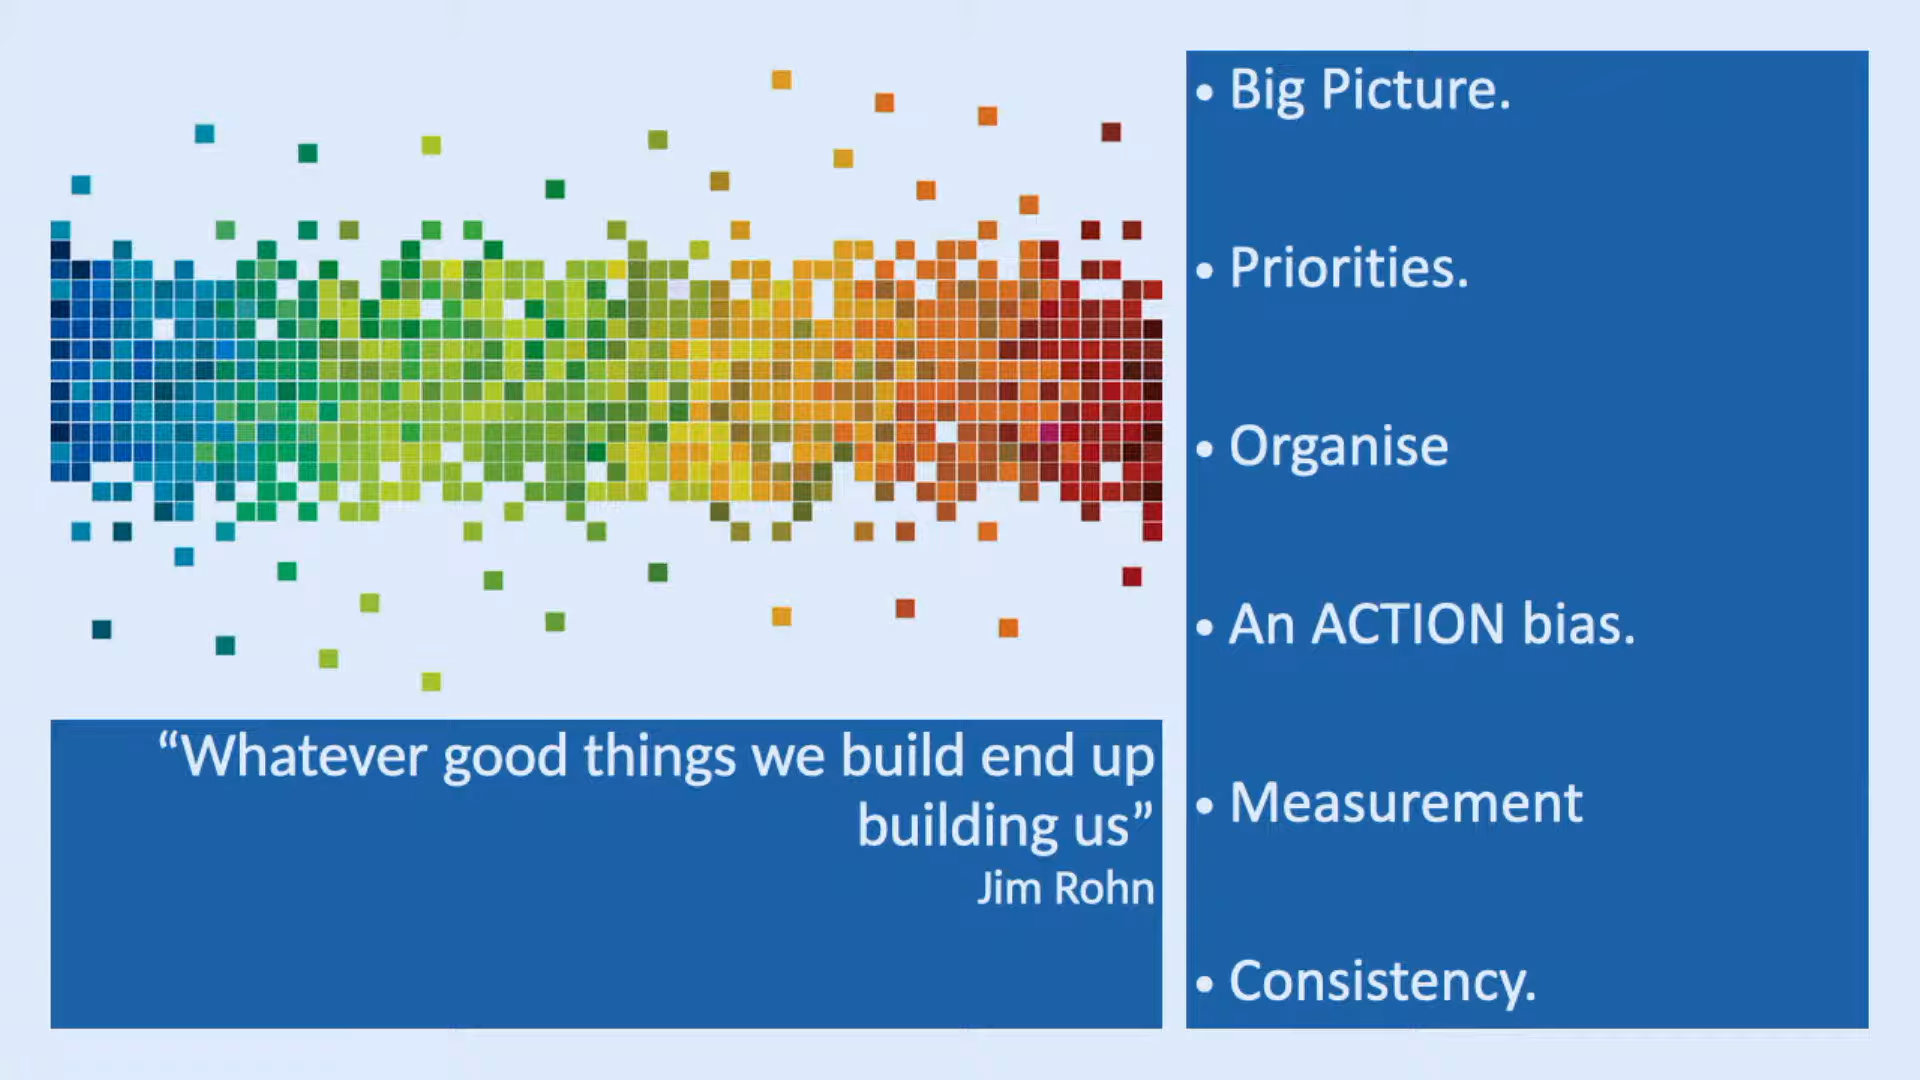 “Whatever good things we build end up
building us”
Jim Rohn
• Big Picture.
• Priorities.
• Organise
• An ACTION bias.
• Measurement
• Consistency.